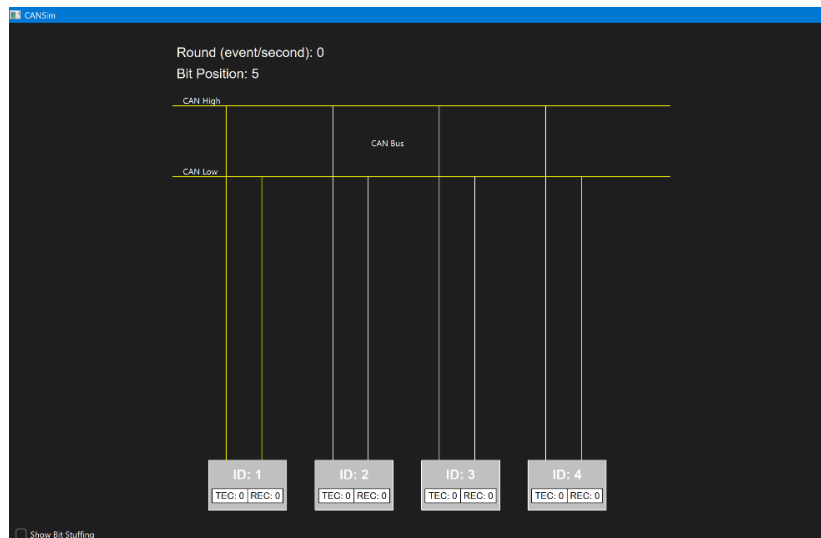 CANSim
Round (event/second): 0
Bit Position: 5
CAN High
CAN Bus
CAN Low
ID: 1 ID: 2 ID: 3 ID: 4
TEC: 0 REC: 0 TEC: 0 REC: 0 TEC: 0 REC: 0 TEC: 0 REC: 0
Show Bit Stuffing